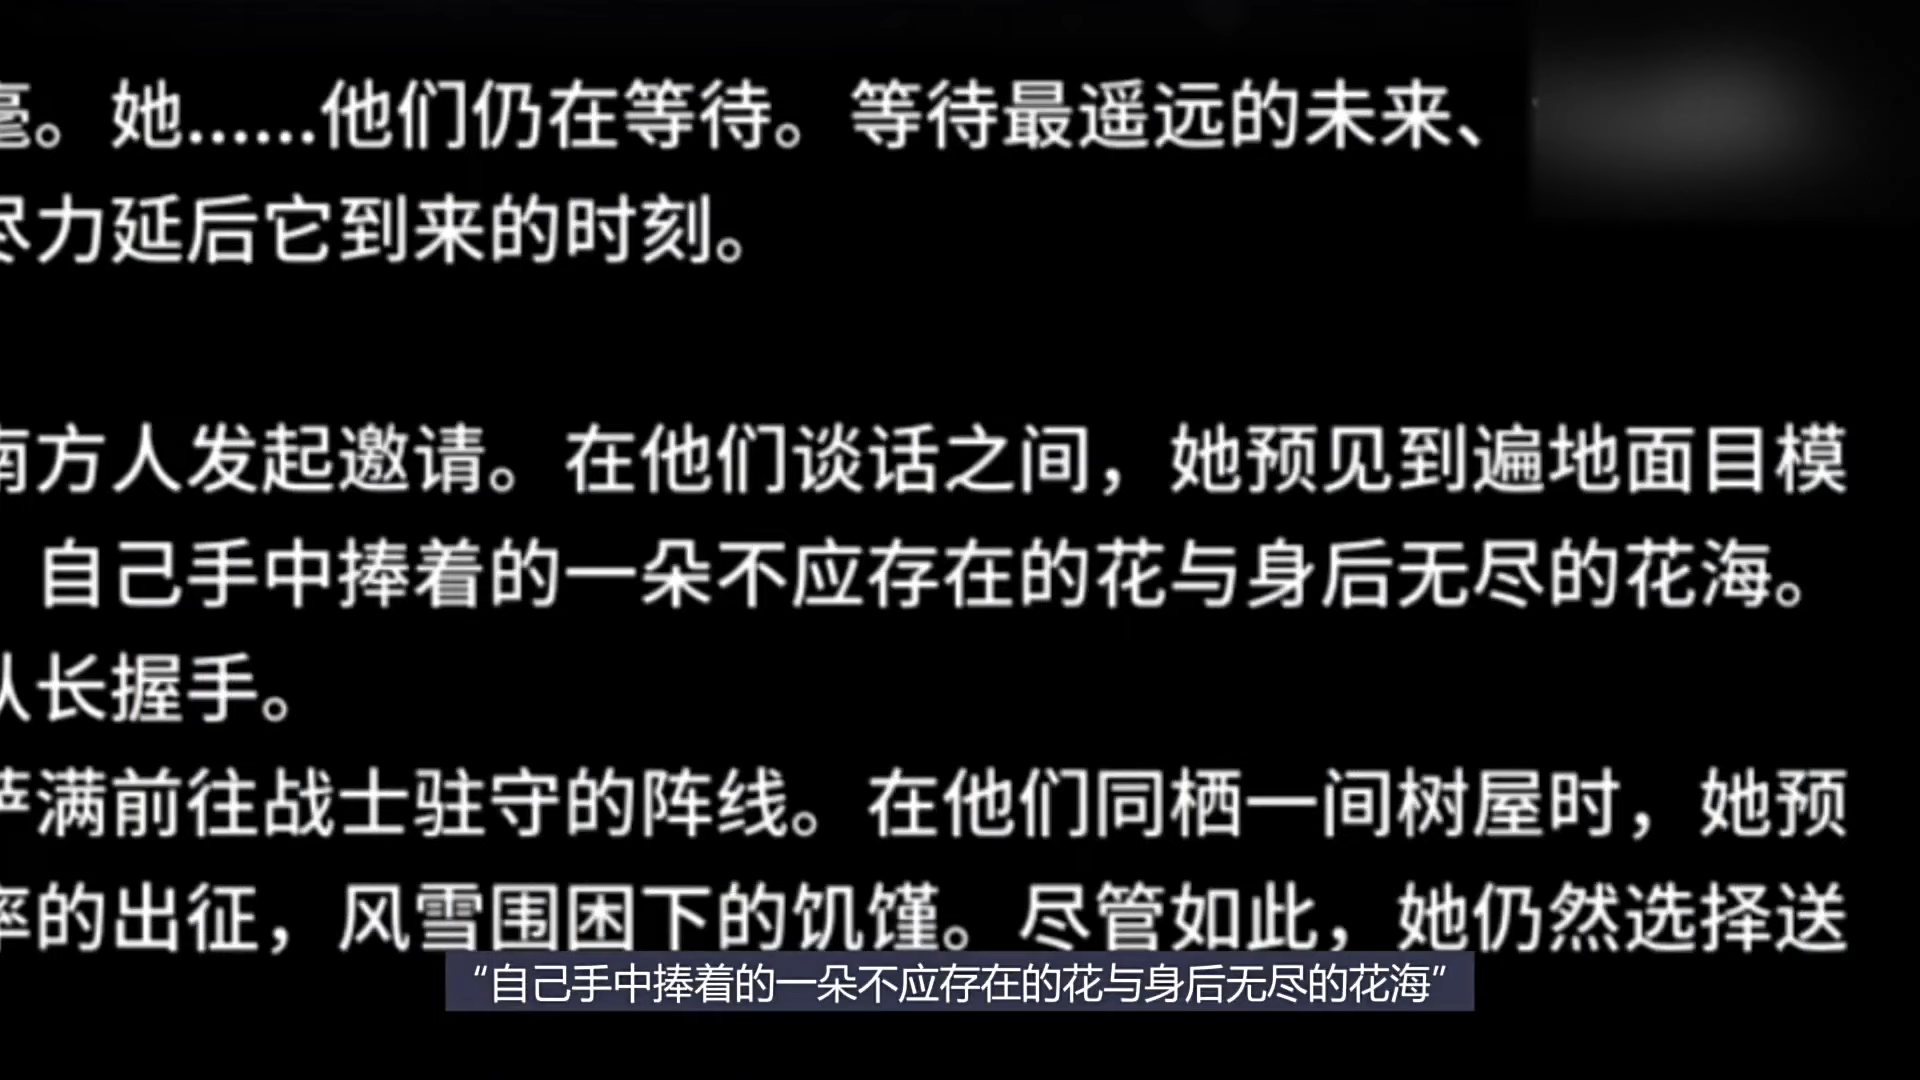 毫。她......他们仍在等待。等待最遥远的未来、
尽力延后它到来的时刻。
南方人发起邀请。在他们谈话之间，她预见到遍地面目模
自己手中捧着的一朵不应存在的花与身后无尽的花海。
队长握手。
萨满前往战士驻守的阵线。在他们同栖一间树屋时，她预
率的出征，风雪围困下的饥馑。尽管如此，她仍然选择送
“自己手中捧着的一朵不应存在的花与身后无尽的花海”